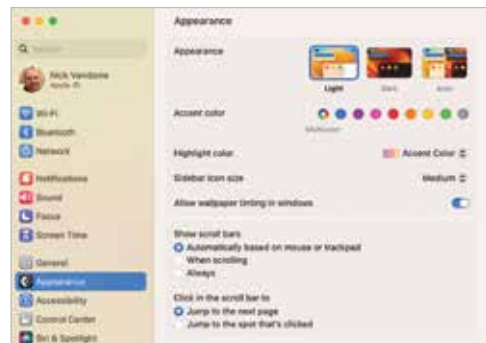 Appearance
Search
Nick Vandome
Apple ID
Wi-Fi
Bluetooth
Network
Notifications
Sound
Focus
Screen Time
General
Appearance
Accessibility
Control Center
Siri & Spotlight
Appearance
Light
Dark
Auto
Accent color
Multicolor
Highlight color
Accent Color
Sidebar icon size
Medium
Allow wallpaper tinting in windows
Show scroll bars
Automatically based on mouse or trackpad
When scrolling
Always
Click in the scroll bar to
Jump to the next page
Jump to the spot that's clicked